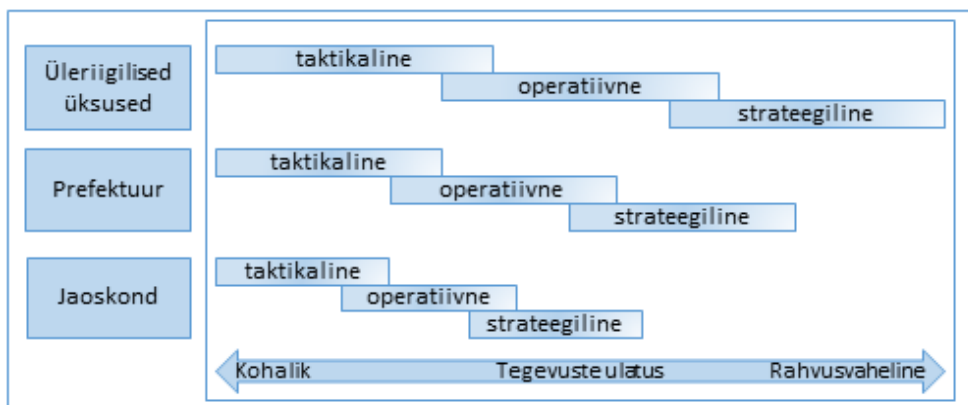 Üleriigilised
üksused
taktikaline
operatiivne
strateegiline
Prefektuur
taktikaline
operatiivne
strateegiline
Jaoskond
taktikaline
operatiivne
strateegiline
Kohalik Tegevuste ulatus Rahvusvaheline